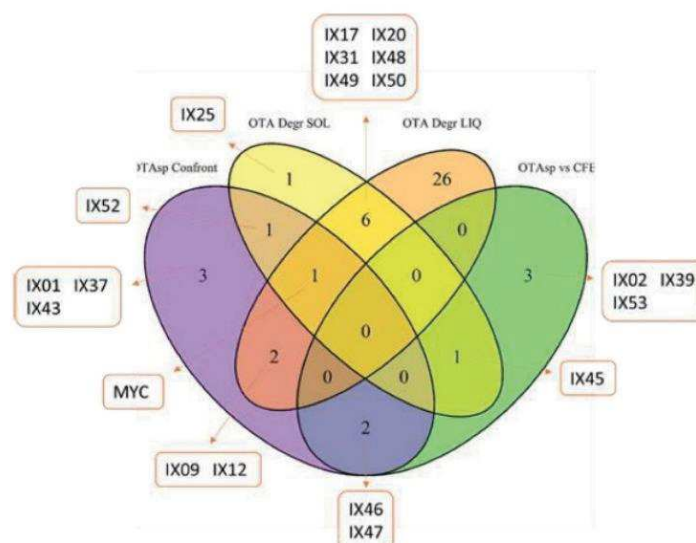 IX17 IX20
IX31 IX48
IX49 IX50
IX25
OTA Degr SOL
OTA Degr LIQ
OTAsp Confront
OTAsp vs CFE
1
26
IX52
1
6
0
3
1
0
3
IX01 IX37
IX43
IX02 IX39
IX53
0
2
1
0
0
MYC
IX45
2
IX09 IX12
IX46
IX47